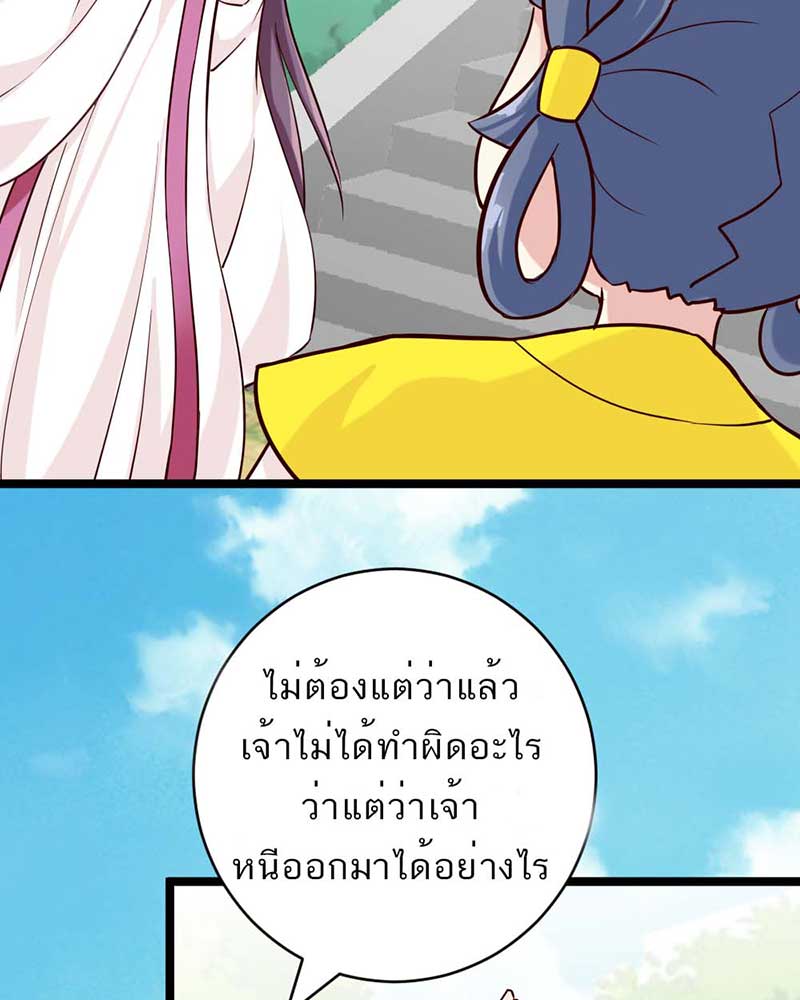 ไม่ต้องแต่ว่าแล้ว
เจ้าไม่ได้ทำผิดอะไร
ว่าแต่ว่าเจ้า
หนีออกมาได้อย่างไร